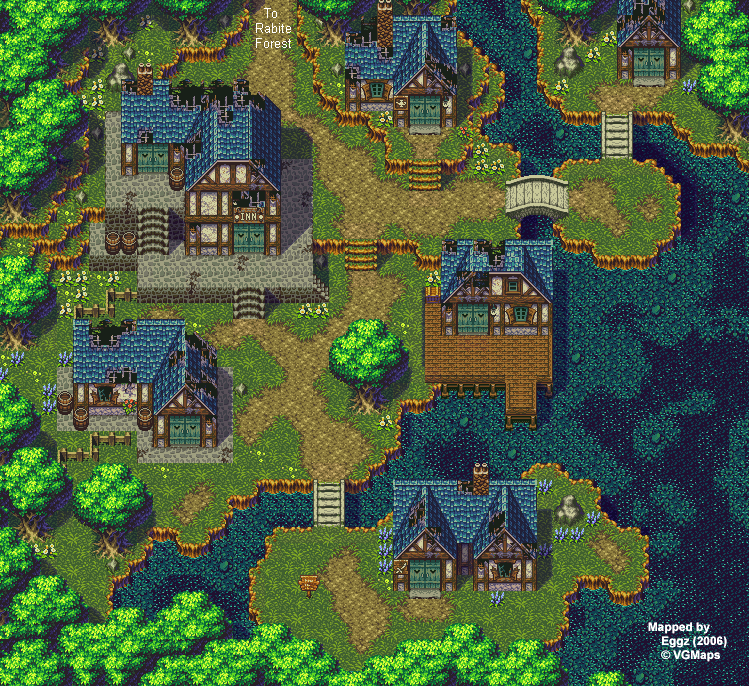 To
Rabite
Forest
INN
Mapped by
Eggz (2006)
© VGMaps